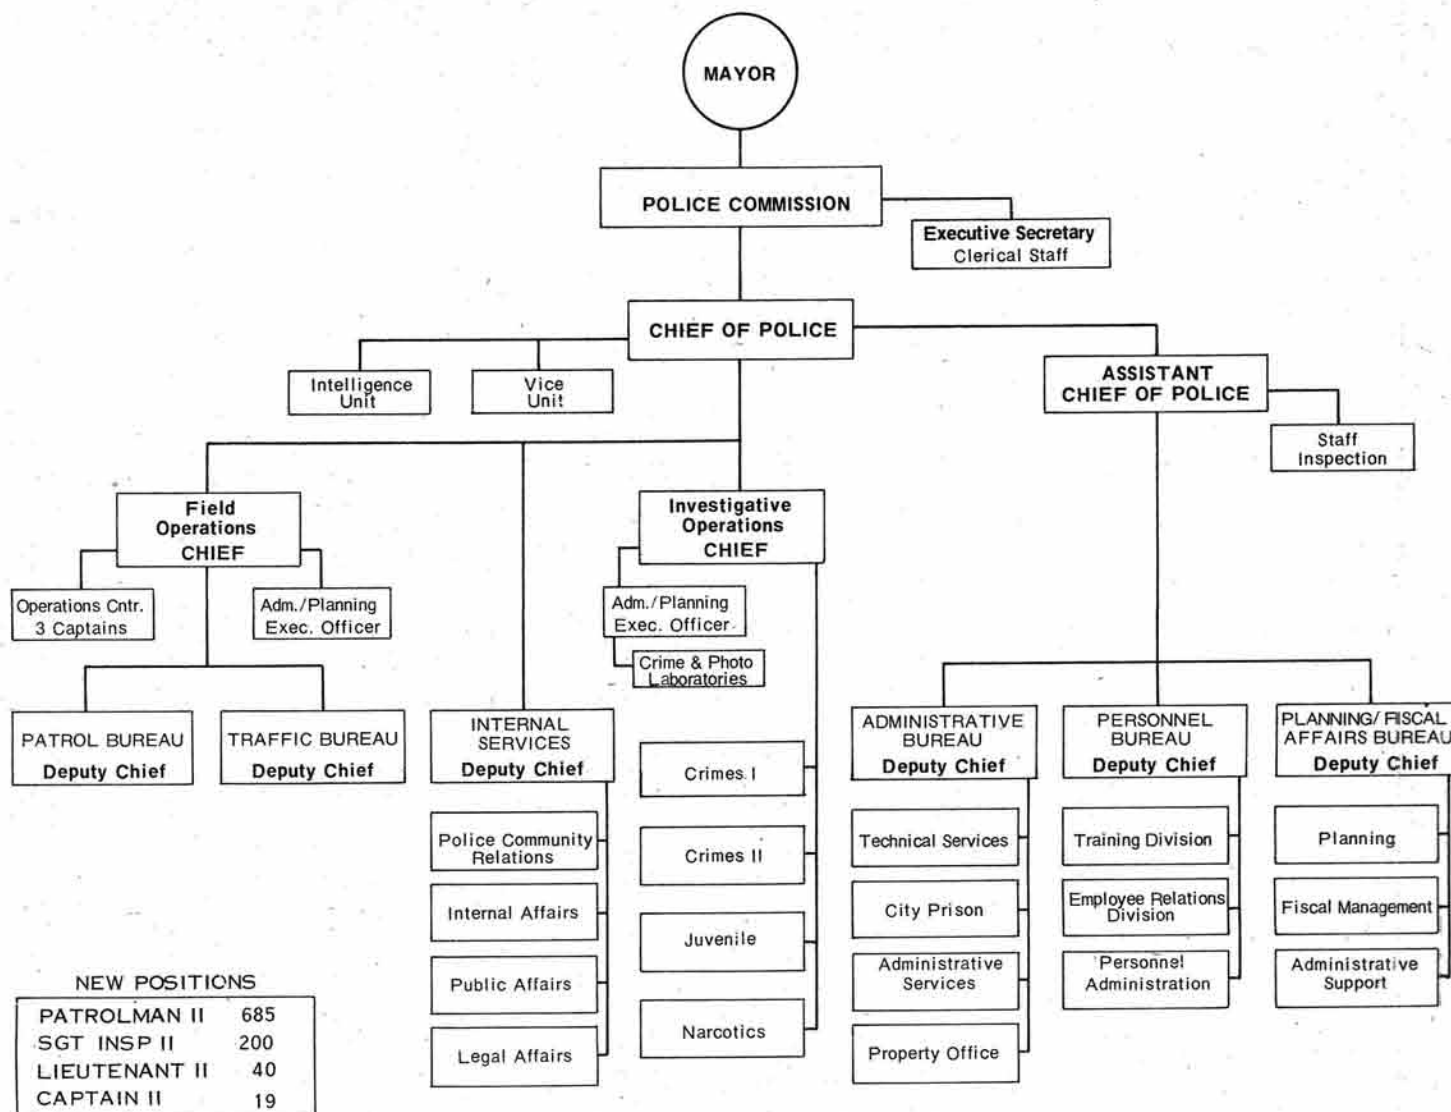 MAYOR
POLICE COMMISSION
Executive Secretary
Clerical Staff
CHIEF OF POLICE
Intelligence
Unit
Vice
Unit
ASSISTANT
CHIEF OF POLICE
Staff
Inspection
Field
Operations
CHIEF
Operations Cntr.
3 Captains
Adm./Planning
Exec. Officer
PATROL BUREAU
Deputy Chief
TRAFFIC BUREAU
Deputy Chief
INTERNAL
SERVICES
Deputy Chief
Police Community
Relations
Internal Affairs
Public Affairs
Legal Affairs
Investigative
Operations
CHIEF
Adm./Planning
Exec. Officer
Crime & Photo
Laboratories
Crimes I
Crimes II
Juvenile
Narcotics
ADMINISTRATIVE
BUREAU
Deputy Chief
Technical Services
City Prison
Administrative
Services
Property Office
PERSONNEL
BUREAU
Deputy Chief
Training Division
Employee Relations
Division
Personnel
Administration
PLANNING/FISCAL
AFFAIRS BUREAU
Deputy Chief
Planning
Fiscal Management
Administrative
Support
NEW POSITIONS
PATROLMAN II 685
SGT INSP II 200
LIEUTENANT II 40
CAPTAIN II 19